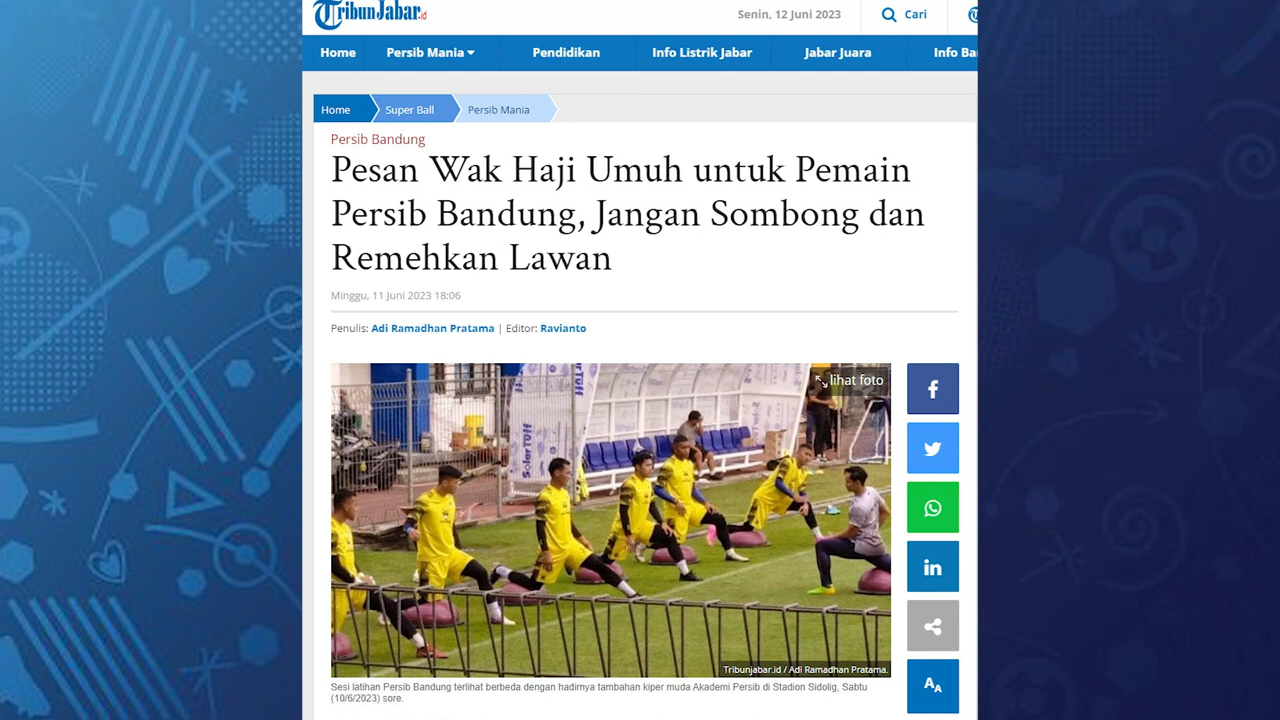 TribunJabar.id
Senin, 12 Juni 2023
Cari
Home
Persib Mania
Pendidikan
Info Listrik Jabar
Jabar Juara
Info Ba
Home
Super Ball
Persib Mania
Persib Bandung
Pesan Wak Haji Umuh untuk Pemain
Persib Bandung, Jangan Sombong dan
Remehkan Lawan
Minggu, 11 Juni 2023 18:06
Penulis: Adi Ramadhan Pratama | Editor: Ravianto
lihat foto
SolerTuff
Tribunjabar.id / Adi Ramadhan Pratama.
Sesi latihan Persib Bandung terlihat berbeda dengan hadirnya tambahan kiper muda Akademi Persib di Stadion Sidolig, Sabtu
(10/6/2023) sore.
AA